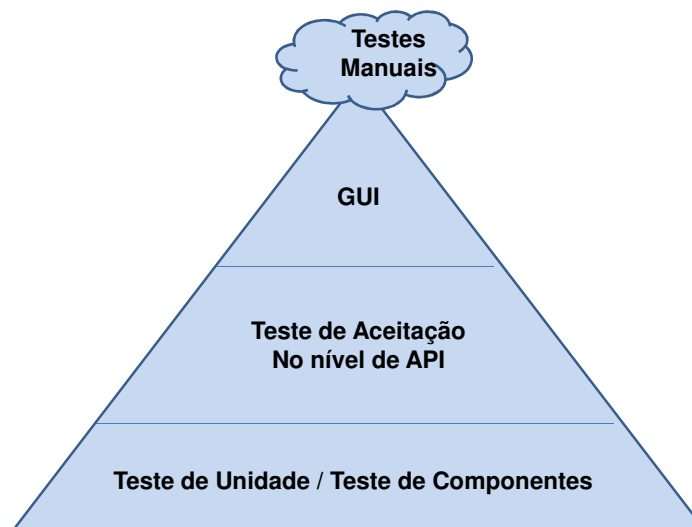 Testes
Manuais
GUI
Teste de Aceitação
No nível de API
Teste de Unidade / Teste de Componentes